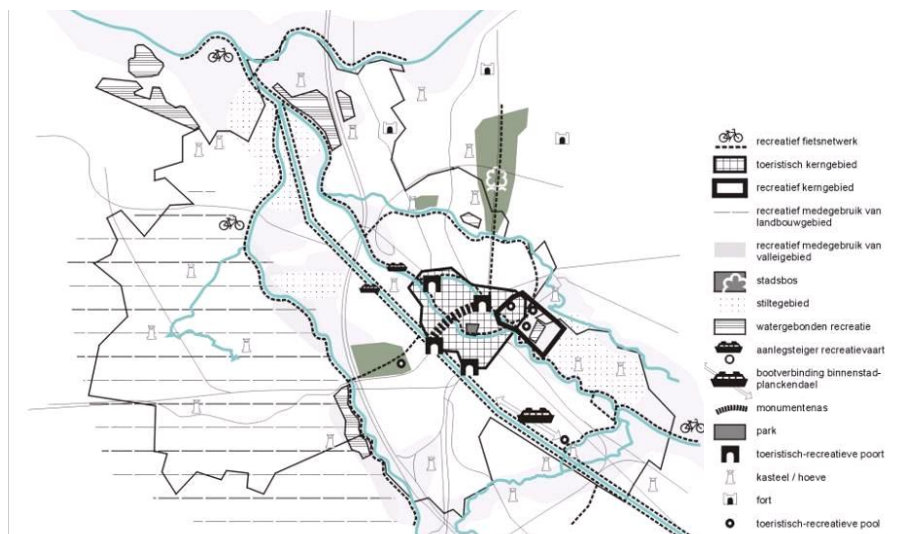 recreatief fietsnetwerk
toeristisch kerngebied
recreatief kerngebied
recreatief medegebruik van
landbouwgebied
recreatief medegebruik van
valleigebied
stadsbos
stiltegebied
watergebonden recreatie
aanlegsteiger recreatievaart
bootverbinding binnenstad-
planckendael
monumentenas
park
toeristisch-recreatieve poort
kasteel / hoeve
fort
toeristisch-recreatieve pool